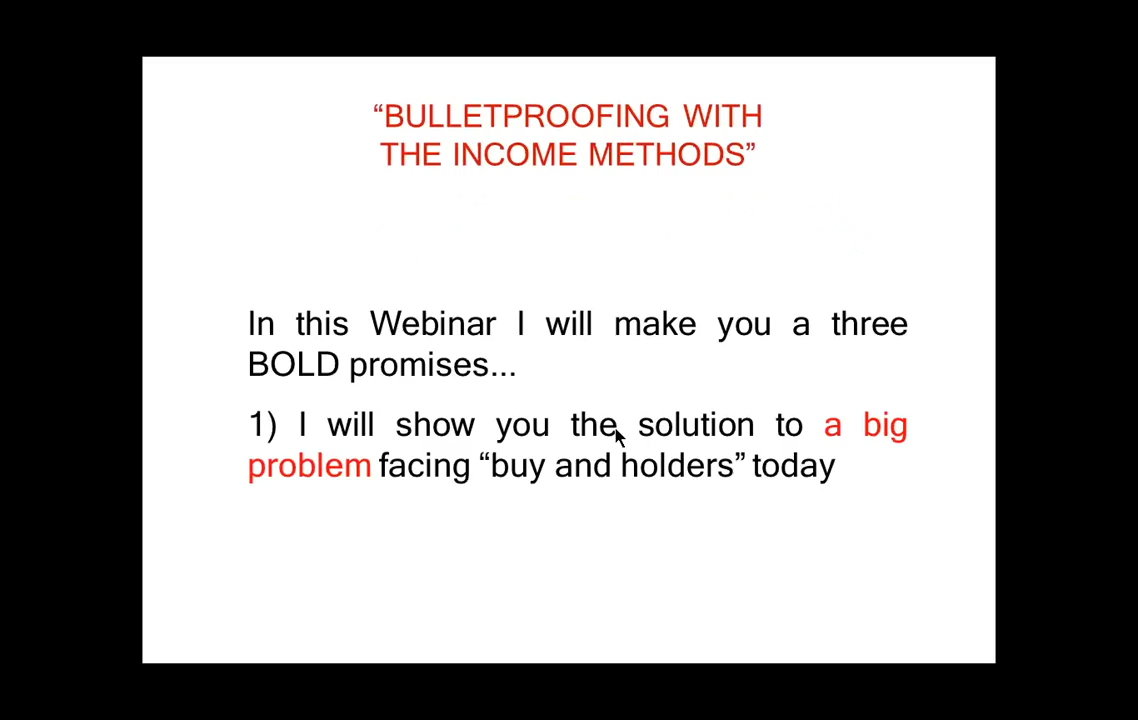 “BULLETPROOFING WITH
THE INCOME METHODS”
In this Webinar I will make you a three
BOLD promises...
1) I will show you the solution to a big
problem facing “buy and holders” today